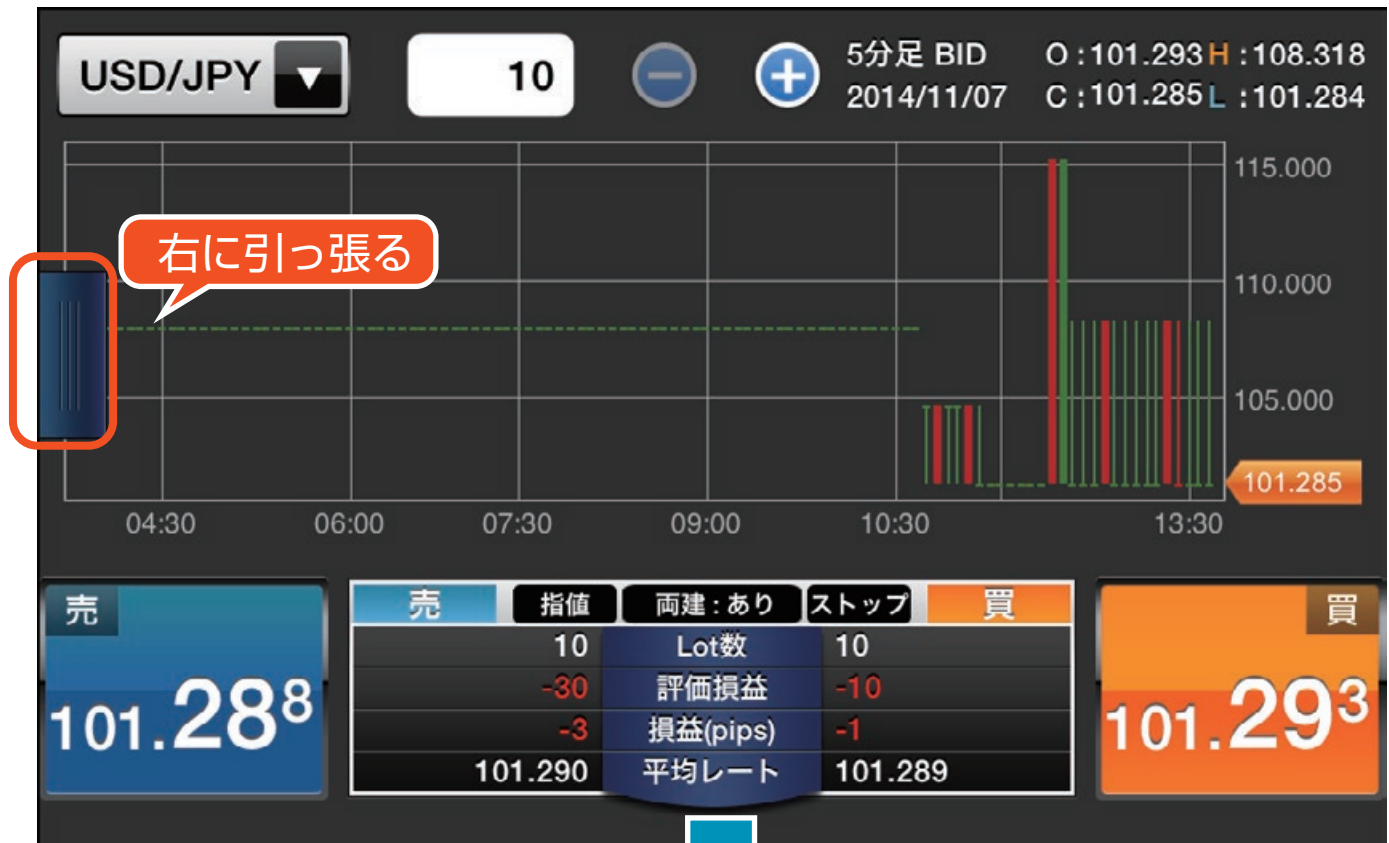 USD/JPY
10
5分足 BID
O:101.293 H:108.318
2014/11/07
C:101.285 L:101.284
115.000
右に引っ張る
110.000
105.000
101.285
04:30 06:00 07:30 09:00 10:30 13:30
売
101.288
売 指値 両建:あり ストップ 買
10 Lot数 10
-30 評価損益 -10
-3 損益(pips) -1
101.290 平均レート 101.289
買
101.293